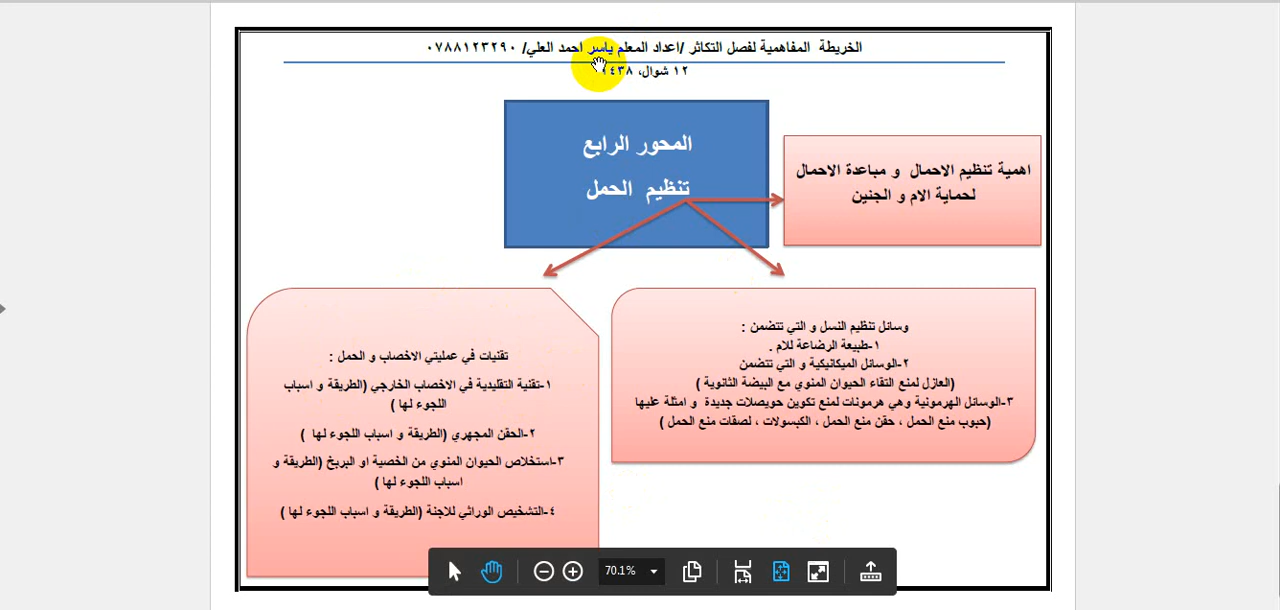 الخريطة المفاهمية لفصل التكاثر /اعداد المعلم ياسر احمد العلي/ ٠٧٨٨١٢٣٢٩٠
١٢ شوال، ١٤٣٨
المحور الرابع
تنظيم الحمل
اهمية تنظيم الاحمال و مباعدة الاحمال
لحماية الام و الجنين
وسائل تنظيم النسل و التي تتضمن :
١-طبيعة الرضاعة للام .
٢-الوسائل الميكانيكية و التي تتضمن
(العازل لمنع التقاء الحيوان المنوي مع البيضة الثانوية )
٣-الوسائل الهرمونية وهي هرمونات لمنع تكوين حويصلات جديدة و امثلة عليها
(حبوب منع الحمل ، حقن منع الحمل، الكبسولات ، لصقات منع الحمل )
تقنيات في عمليتي الاخصاب و الحمل :
١-تقنية التقليدية في الاخصاب الخارجي (الطريقة و اسباب
اللجوء لها )
٢-الحقن المجهري (الطريقة و اسباب اللجوء لها )
٣-استخلاص الحيوان المنوي من الخصية او البربخ (الطريقة و
اسباب اللجوء لها )
٤-التشخيص الوراثي للاجنة (الطريقة و اسباب اللجوء لها )
70.1%